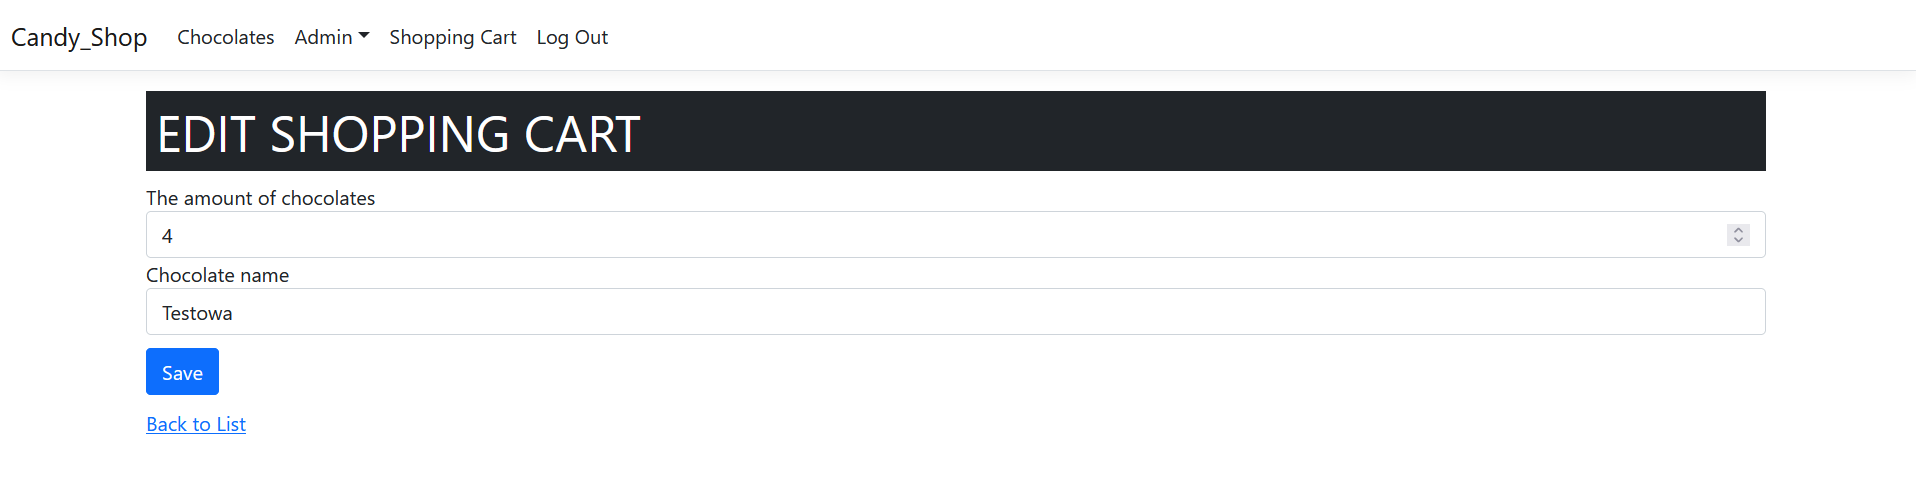 Candy_Shop Chocolates Admin Shopping Cart Log Out
EDIT SHOPPING CART
The amount of chocolates
4
Chocolate name
Testowa
Save
Back to List